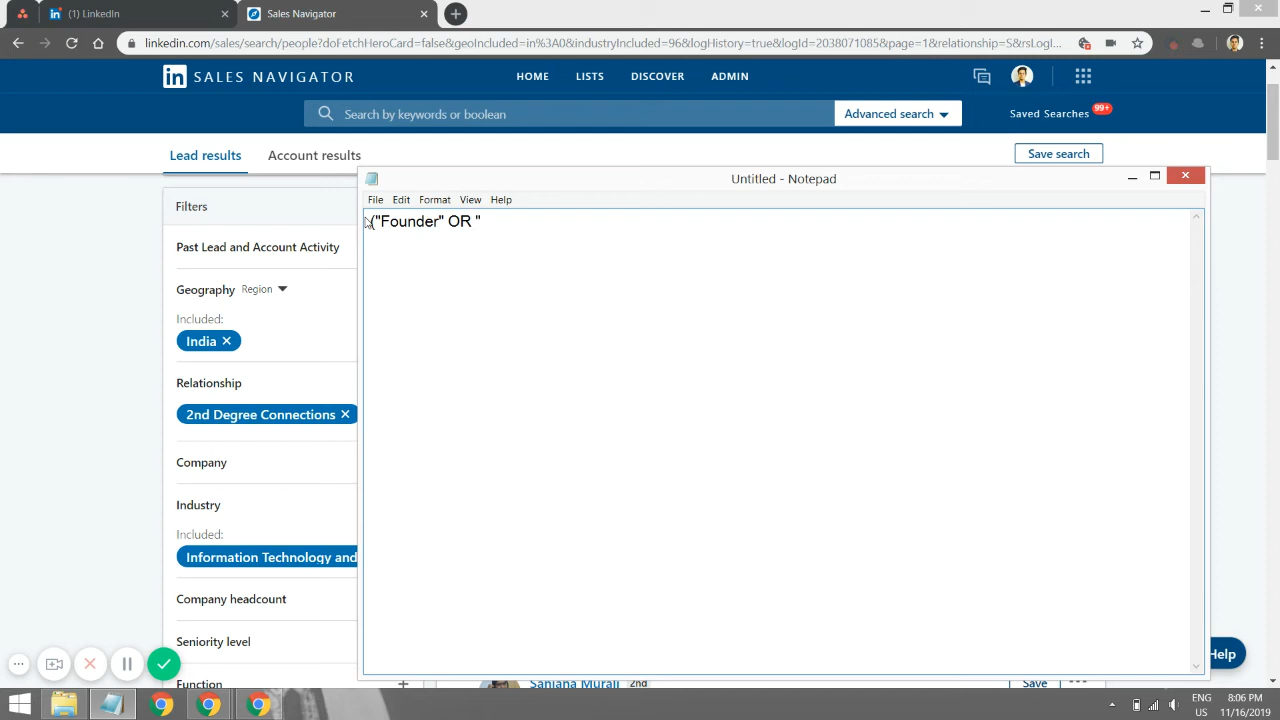 (1) LinkedIn
Sales Navigator
linkedin.com/sales/search/people?doFetchHeroCard=false&geoIncluded=in%3A0&industryIncluded=96&logHistory=true&logId=2038071085&page=1&relationship=S&rsLogI...
in SALES NAVIGATOR
HOME LISTS DISCOVER ADMIN
Search by keywords or boolean
Advanced search
Saved Searches 99+
Lead results Account results
Save search
Untitled - Notepad
File Edit Format View Help
("Founder" OR "
Filters
Past Lead and Account Activity
Geography Region
Included:
India ×
Relationship
2nd Degree Connections ×
Company
Industry
Included:
Information Technology and
Company headcount
Seniority level
Function +
Sanjana Murali 2nd
Save
Help
ENG 8:06 PM
US 11/16/2019